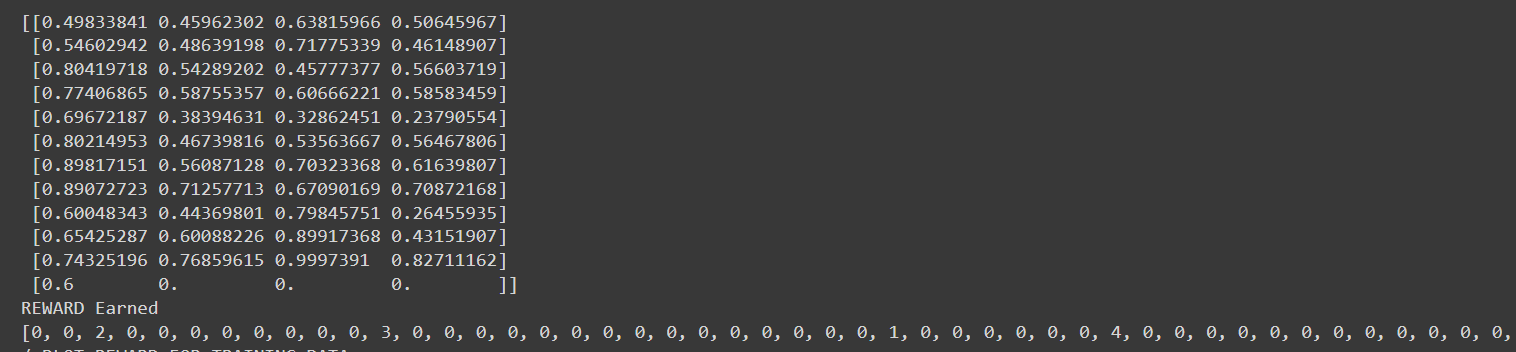 [[0.49833841 0.45962302 0.63815966 0.50645967]
[0.54602942 0.48639198 0.71775339 0.46148907]
[0.80419718 0.54289202 0.45777377 0.56603719]
[0.77406865 0.58755357 0.60666221 0.58583459]
[0.69672187 0.38394631 0.32862451 0.23790554]
[0.80214953 0.46739816 0.53563667 0.56467806]
[0.89817151 0.56087128 0.70323368 0.61639807]
[0.89072723 0.71257713 0.67090169 0.70872168]
[0.60048343 0.44369801 0.79845751 0.26455935]
[0.65425287 0.60088226 0.89917368 0.43151907]
[0.74325196 0.76859615 0.9997391 0.82711162]
[0.6 0. 0. 0. ]]
REWARD Earned
[0, 0, 2, 0, 0, 0, 0, 0, 0, 0, 0, 3, 0, 0, 0, 0, 0, 0, 0, 0, 0, 0, 0, 0, 0, 0, 0, 1, 0, 0, 0, 0, 0, 0, 4, 0, 0, 0, 0, 0, 0, 0, 0, 0, 0, 0, 0,